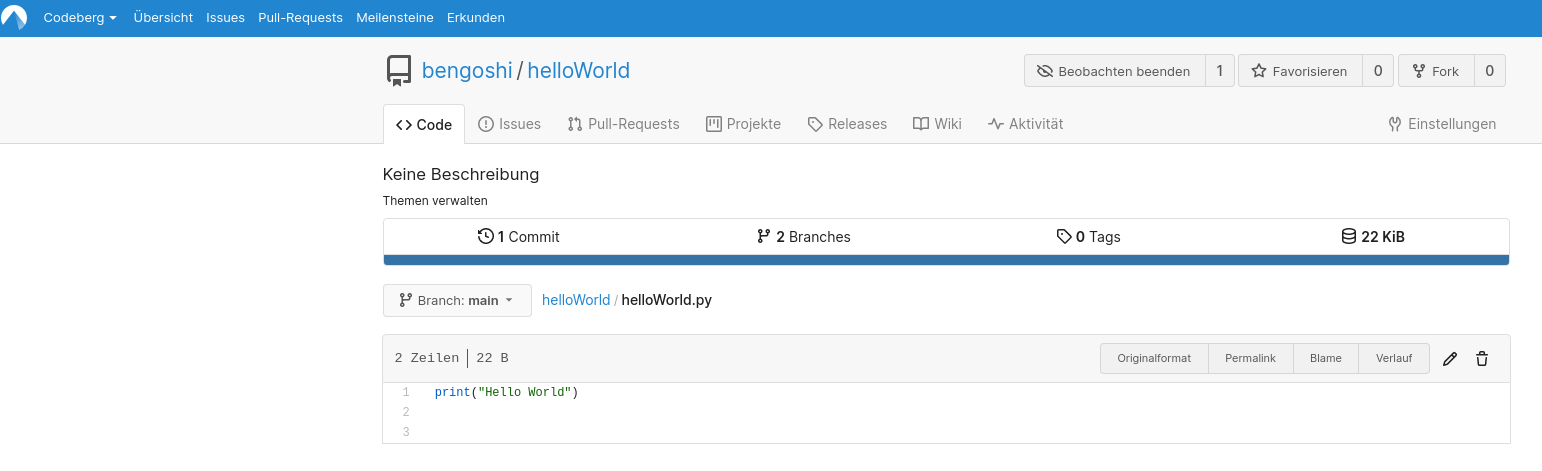 Codeberg Übersicht Issues Pull-Requests Meilensteine Erkunden
bengoshi / helloWorld
Beobachten beenden 1 Favorisieren 0 Fork 0
Code Issues Pull-Requests Projekte Releases Wiki Aktivität Einstellungen
Keine Beschreibung
Themen verwalten
1 Commit 2 Branches 0 Tags 22 KiB
Branch: main helloWorld / helloWorld.py
2 Zeilen | 22 B Originalformat Permalink Blame Verlauf
1 print("Hello World")
2
3